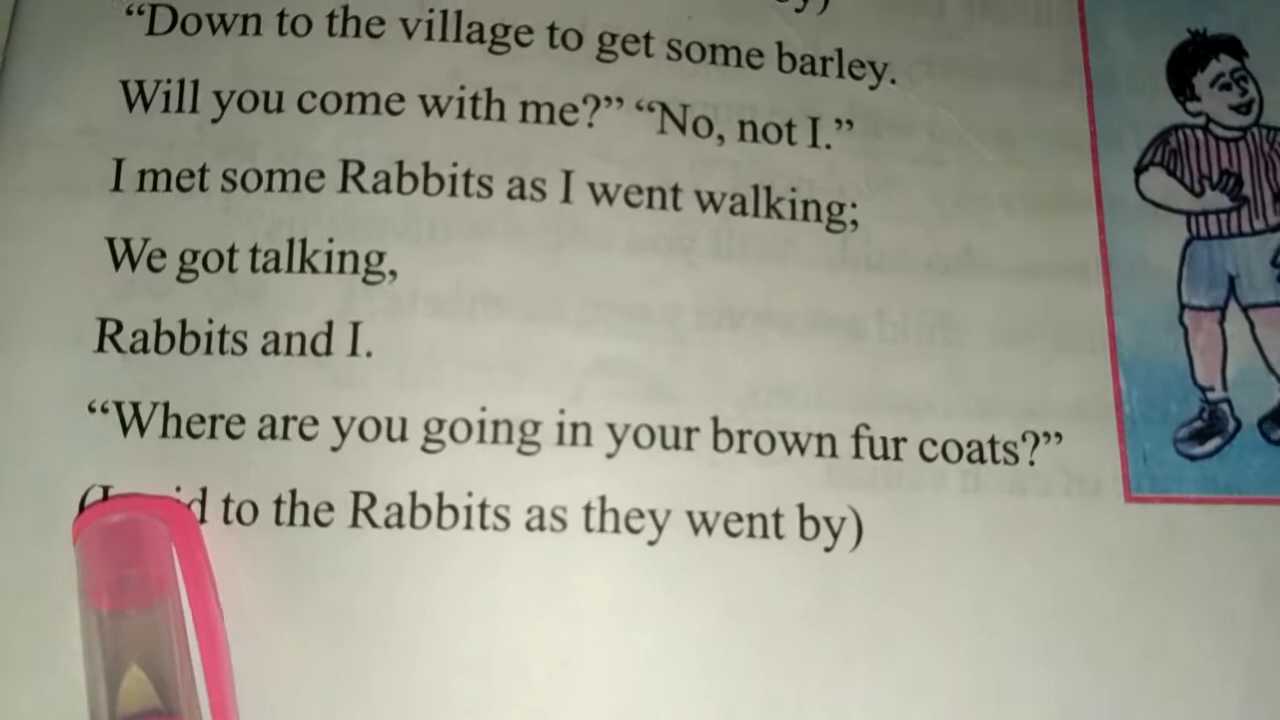 “Down to the village to get some barley.
Will you come with me?” “No, not I.”
I met some Rabbits as I went walking;
We got talking,
Rabbits and I.
“Where are you going in your brown fur coats?”
to the Rabbits as they went by)